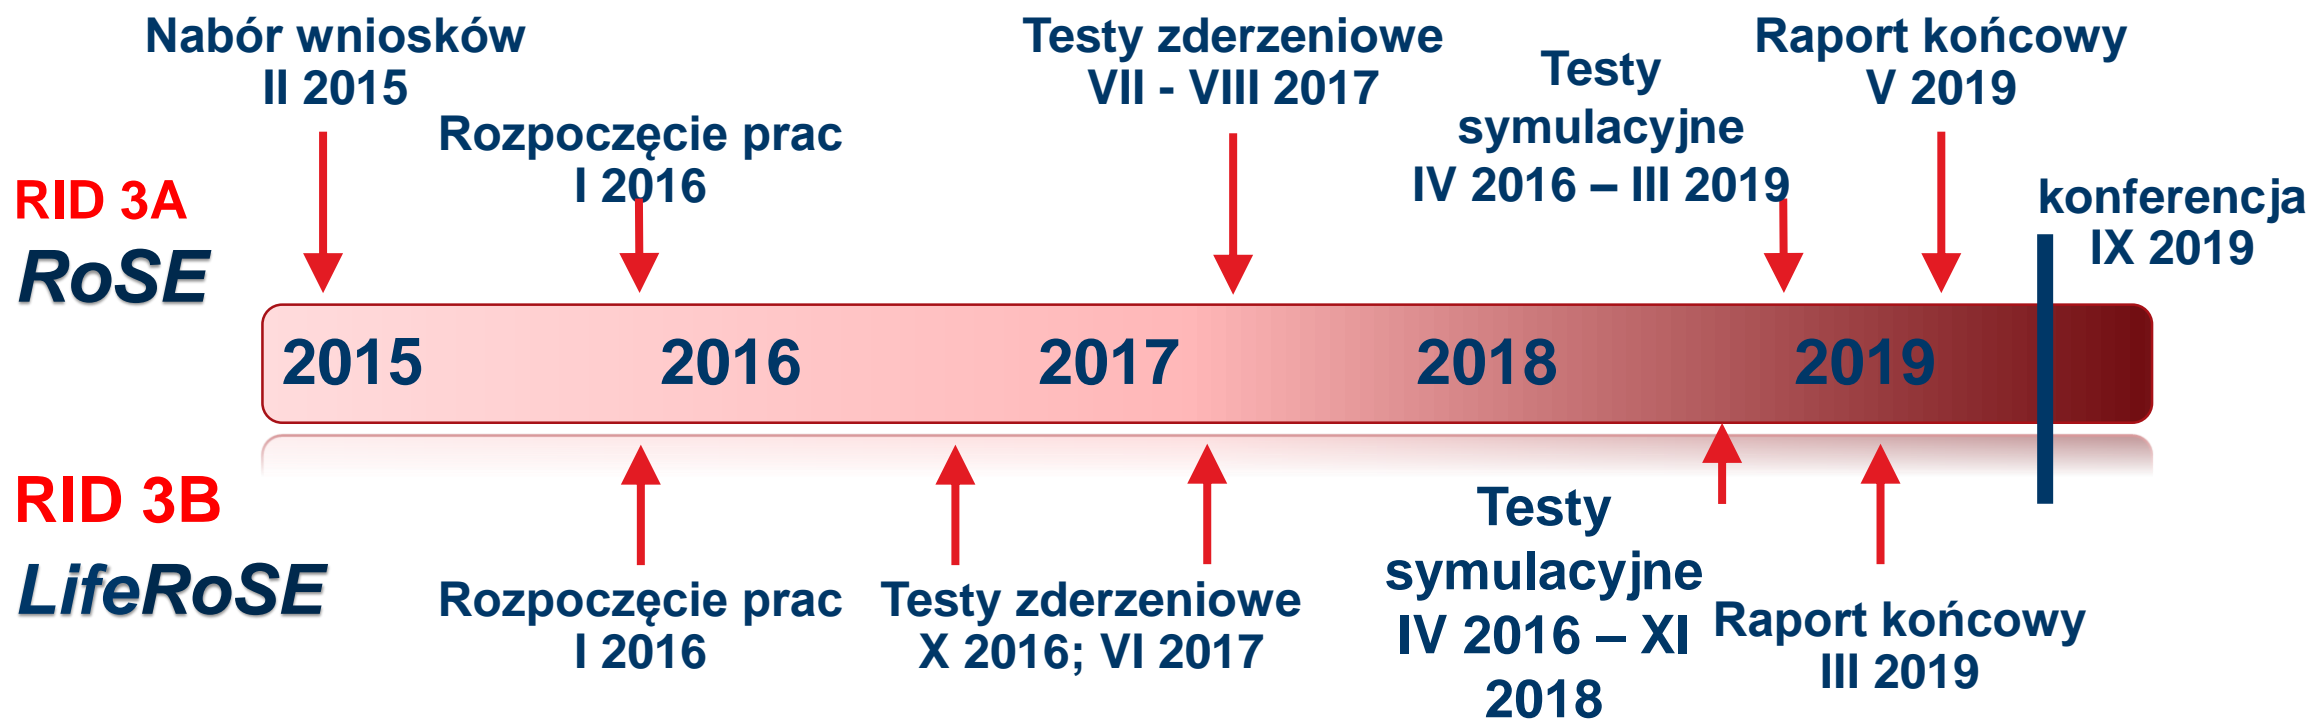 Nabór wniosków
II 2015
Rozpoczęcie prac
I 2016
Testy zderzeniowe
VII - VIII 2017
Testy
symulacyjne
IV 2016 – III 2019
Raport końcowy
V 2019
konferencja
IX 2019
RID 3A
RoSE
2015 2016 2017 2018 2019
RID 3B
LifeRoSE
Rozpoczęcie prac
I 2016
Testy zderzeniowe
X 2016; VI 2017
Testy
symulacyjne
IV 2016 – XI
2018
Raport końcowy
III 2019